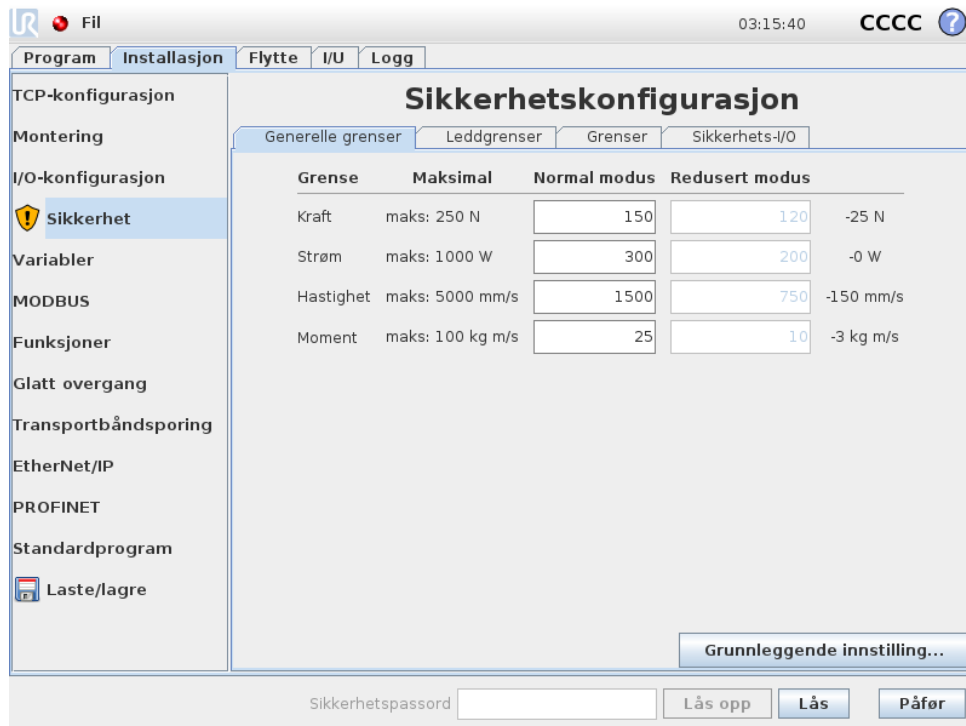 UR Fil 03:15:40 CCCC ?
Program Installasjon Flytte I/U Logg
TCP-konfigurasjon
Montering
I/O-konfigurasjon
Sikkerhet
Variabler
MODBUS
Funksjoner
Glatt overgang
Transportbåndsporing
EtherNet/IP
PROFINET
Standardprogram
Laste/lagre
Sikkerhetskonfigurasjon
Generelle grenser Leddgrenser Grenser Sikkerhets-I/O
Grense Maksimal Normal modus Redusert modus
Kraft maks: 250 N 150 120 -25 N
Strøm maks: 1000 W 300 200 -0 W
Hastighet maks: 5000 mm/s 1500 750 -150 mm/s
Moment maks: 100 kg m/s 25 10 -3 kg m/s
Grunnleggende innstilling...
Sikkerhetspassord Lås opp Lås Påfør